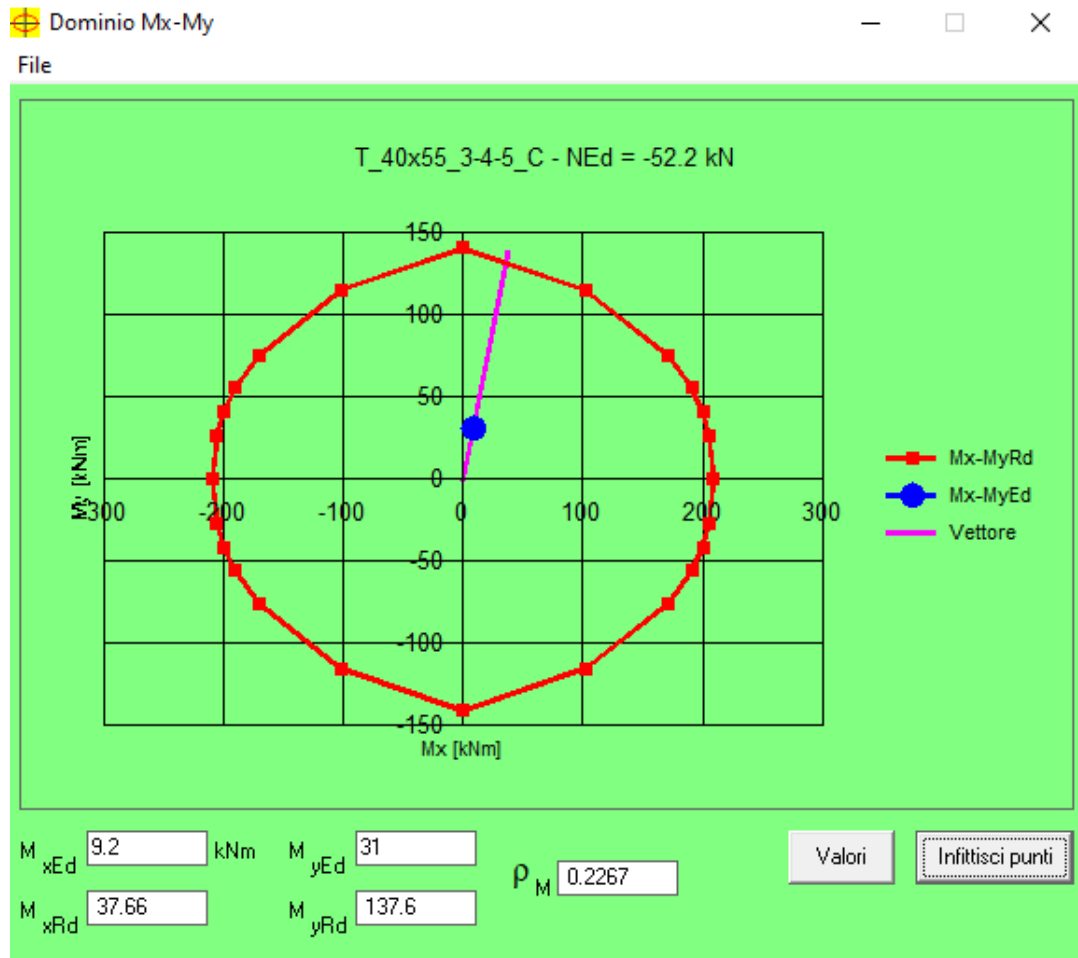 Dominio Mx-My
File
T_40x55_3-4-5_C - NEd = -52.2 kN
150
100
50
0
-50
-100
-150
-300 -200 -100 0 100 200 300
My [kNm]
Mx [kNm]
Mx-MyRd
Mx-MyEd
Vettore
M xEd 9.2 kNm M yEd 31
ρ M 0.2267
Valori Infittisci punti
M xRd 37.66 M yRd 137.6